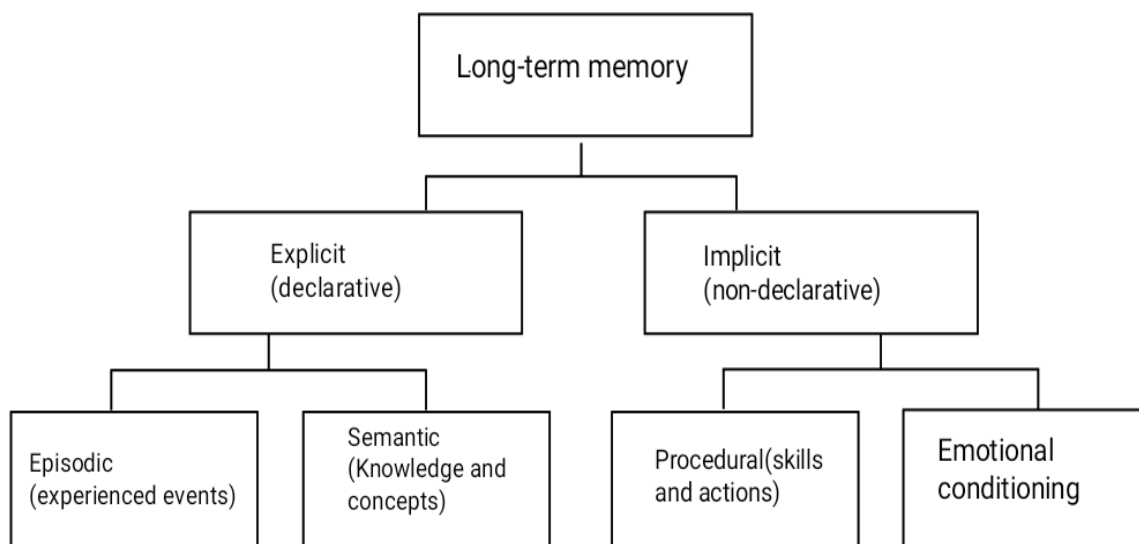 Long-term memory
Explicit
(declarative)
Implicit
(non-declarative)
Episodic
(experienced events)
Semantic
(Knowledge and
concepts)
Procedural(skills
and actions)
Emotional
conditioning